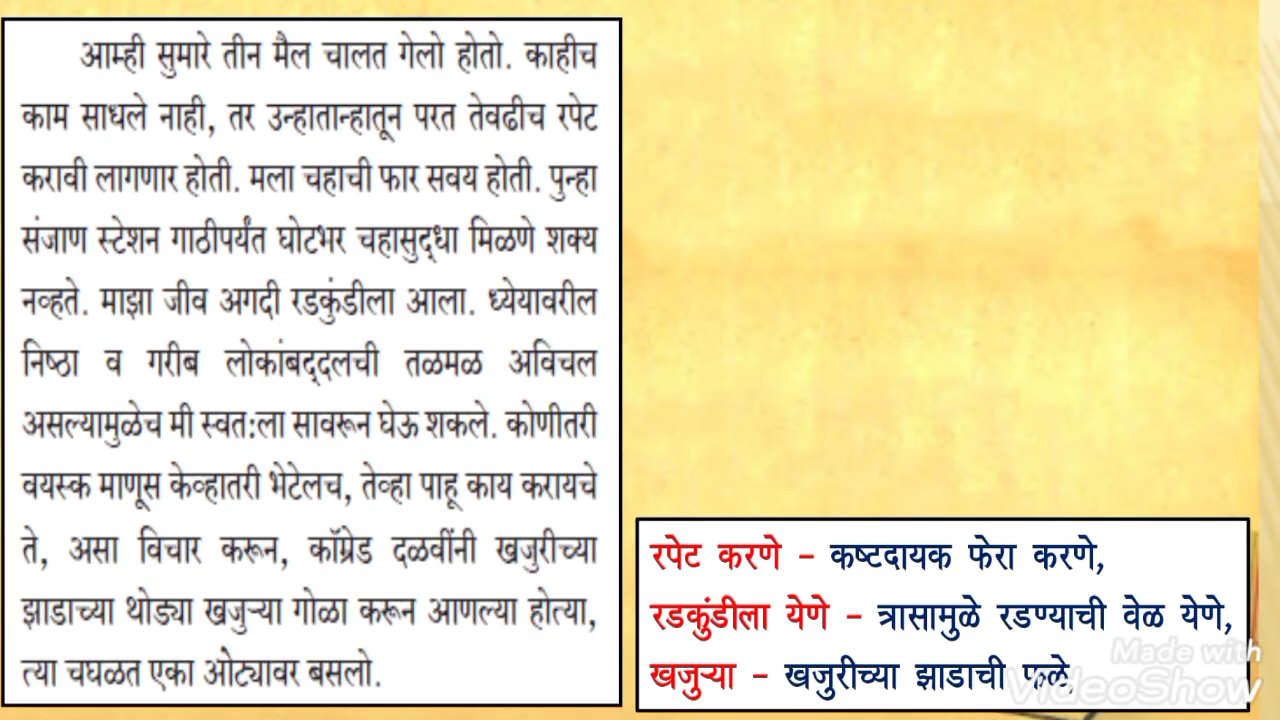 आम्ही सुमारे तीन मैल चालत गेलो होतो. काहीच
काम साधले नाही, तर उन्हातान्हातून परत तेवढीच रपेट
करावी लागणार होती. मला चहाची फार सवय होती. पुन्हा
संजाण स्टेशन गाठीपर्यंत घोटभर चहासुद्धा मिळणे शक्य
नव्हते. माझा जीव अगदी रडकुंडीला आला. ध्येयावरील
निष्ठा व गरीब लोकांबद्दलची तळमळ अविचल
असल्यामुळेच मी स्वत:ला सावरून घेऊ शकले. कोणीतरी
वयस्क माणूस केव्हातरी भेटेलच, तेव्हा पाहू काय करायचे
ते, असा विचार करून, कॉम्रेड दळवींनी खजुरीच्या
झाडाच्या थोड्या खजुऱ्या गोळा करून आणल्या होत्या,
त्या चघळत एका ओट्यावर बसलो.
रपेट करणे – कष्टदायक फेरा करणे,
रडकुंडीला येणे – त्रासामुळे रडण्याची वेळ येणे,
खजुऱ्या – खजुरीच्या झाडाची फळे,
Made with
VideoShow